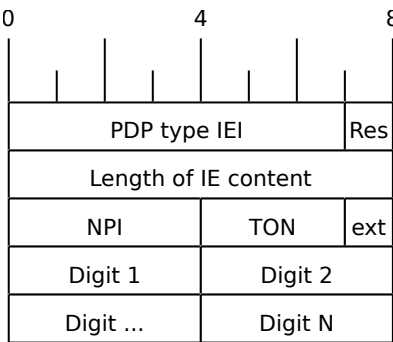 0 4 8
PDP type IEI Res
Length of IE content
NPI TON ext
Digit 1 Digit 2
Digit ... Digit N